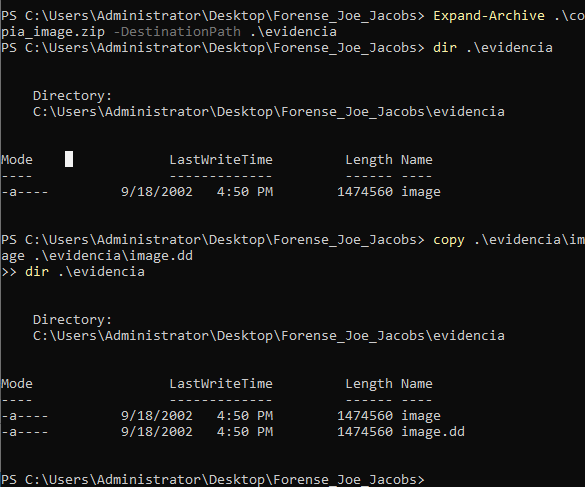 PS C:\Users\Administrator\Desktop\Forense_Joe_Jacobs> Expand-Archive .\co
pia_image.zip -DestinationPath .\evidencia
PS C:\Users\Administrator\Desktop\Forense_Joe_Jacobs> dir .\evidencia
Directory:
C:\Users\Administrator\Desktop\Forense_Joe_Jacobs\evidencia
Mode LastWriteTime Length Name
---- ------------- ------ ----
-a---- 9/18/2002 4:50 PM 1474560 image
PS C:\Users\Administrator\Desktop\Forense_Joe_Jacobs> copy .\evidencia\im
age .\evidencia\image.dd
>> dir .\evidencia
Directory:
C:\Users\Administrator\Desktop\Forense_Joe_Jacobs\evidencia
Mode LastWriteTime Length Name
---- ------------- ------ ----
-a---- 9/18/2002 4:50 PM 1474560 image
-a---- 9/18/2002 4:50 PM 1474560 image.dd
PS C:\Users\Administrator\Desktop\Forense_Joe_Jacobs>